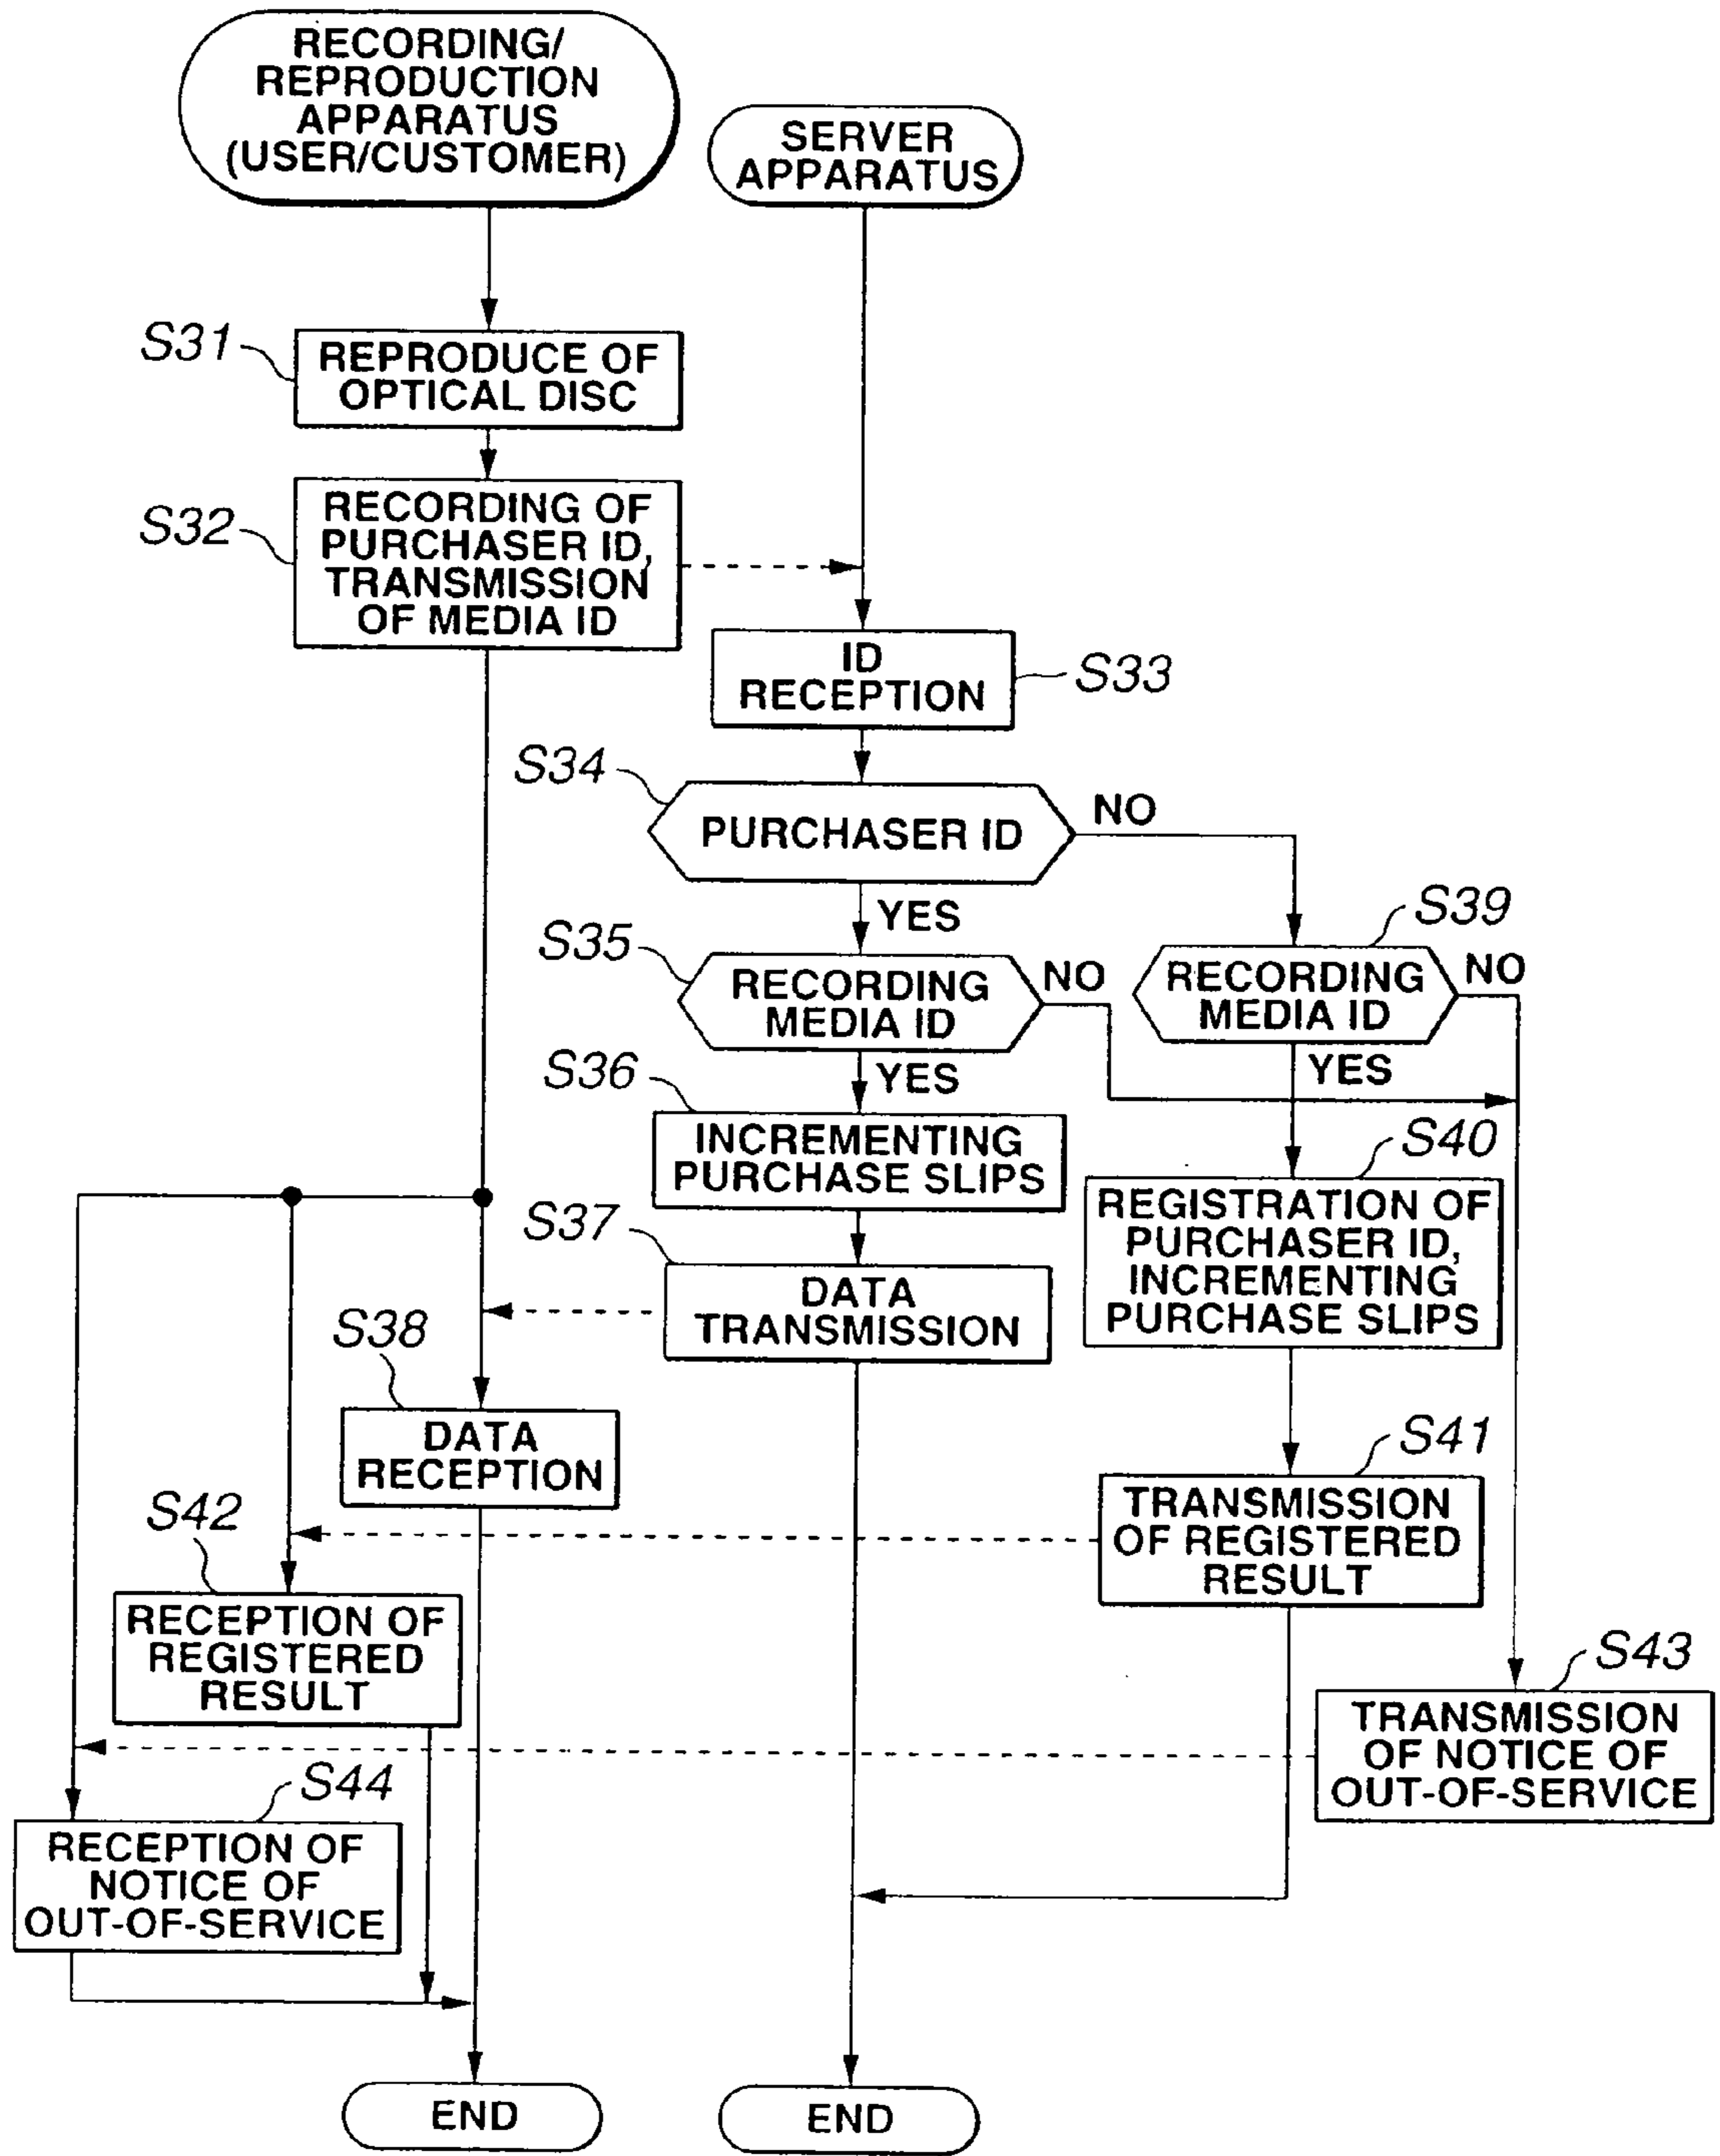 RECORDING/
REPRODUCTION
APPARATUS
(USER/CUSTOMER)
SERVER
APPARATUS
S31
REPRODUCE OF
OPTICAL DISC
S32
RECORDING OF
PURCHASER ID,
TRANSMISSION
OF MEDIA ID
ID
RECEPTION
S33
S34
PURCHASER ID
NO
YES
S35
RECORDING
MEDIA ID
NO
YES
S39
RECORDING
MEDIA ID
NO
YES
S36
INCREMENTING
PURCHASE SLIPS
S40
REGISTRATION OF
PURCHASER ID,
INCREMENTING
PURCHASE SLIPS
S37
DATA
TRANSMISSION
S38
DATA
RECEPTION
S41
TRANSMISSION
OF REGISTERED
RESULT
S42
RECEPTION OF
REGISTERED
RESULT
S43
TRANSMISSION
OF NOTICE OF
OUT-OF-SERVICE
S44
RECEPTION OF
NOTICE OF
OUT-OF-SERVICE
END
END